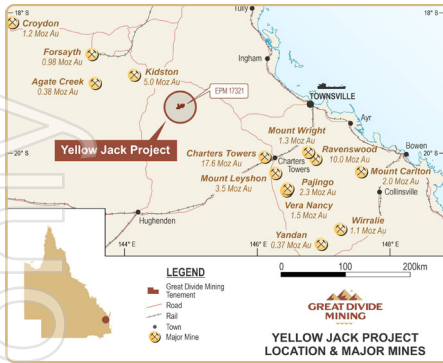 18° S
18° S
Croydon
1.2 Moz Au
Tully
Forsayth
0.98 Moz Au
Ingham
Kidston
5.0 Moz Au
Agate Creek
0.38 Moz Au
EPM 17321
TOWNSVILLE
Ayr
Yellow Jack Project
Mount Wright
1.3 Moz Au
Ravenswood
10.0 Moz Au
Bowen
20° S
20° S
Charters Towers
17.6 Moz Au
Charters
Towers
Mount Carlton
2.0 Moz Au
Mount Leyshon
3.5 Moz Au
Pajingo
2.3 Moz Au
Collinsville
Vera Nancy
1.5 Moz Au
Hughenden
Wirralie
1.1 Moz Au
Yandan
0.37 Moz Au
144° E
146° E
148° E
LEGEND
Great Divide Mining
Tenement
Road
Rail
Town
Major Mine
0
100
200km
GREAT DIVIDE
MINING
YELLOW JACK PROJECT
LOCATION & MAJOR MINES